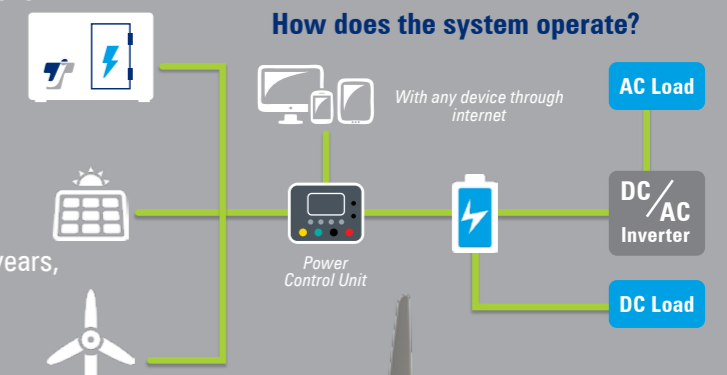 How does the system operate?
With any device through
internet
AC Load
DC/AC
Inverter
Power
Control Unit
years,
DC Load